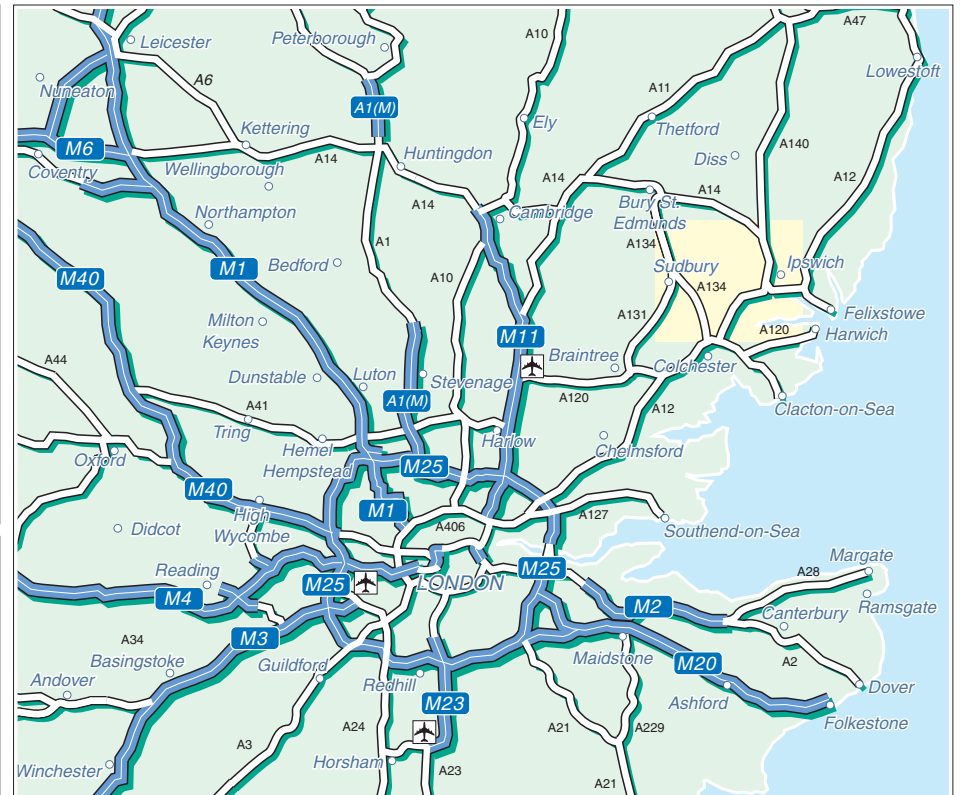 A47
Leicester
Peterborough
A10
Lowestoft
A6
Nuneaton
A11
A1(M)
Ely
Thetford
Kettering
A140
M6
A14
Huntingdon
Diss
Coventry
Wellingborough
A14
A14
A12
A14
Bury St.
Edmunds
Northampton
Cambridge
A1
A134
M1
Bedford
A10
Sudbury
Ipswich
M40
A134
Felixstowe
Milton
Keynes
A131
M11
A120
Harwich
A44
Braintree
Colchester
Dunstable
Luton
Stevenage
A120
A1(M)
A41
A12
Clacton-on-Sea
Tring
Harlow
Hemel
Hempstead
Chelmsford
Oxford
M25
M40
High
Wycombe
M1
A127
Didcot
A406
Southend-on-Sea
Margate
Reading
M25
LONDON
M25
A28
M4
M2
Ramsgate
Canterbury
M3
A34
Maidstone
Basingstoke
Guildford
M20
A2
Andover
Redhill
Ashford
Dover
M23
Folkestone
A24
A21
A229
A3
Horsham
Winchester
A23
A21